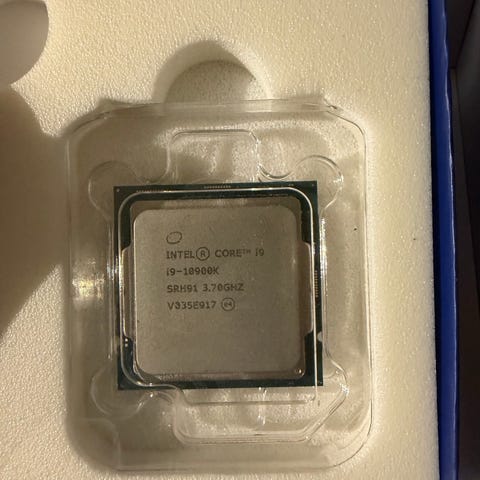 INTEL® CORE™ i9
i9-10900K
SRH91 3.70GHZ
V035E917 e4